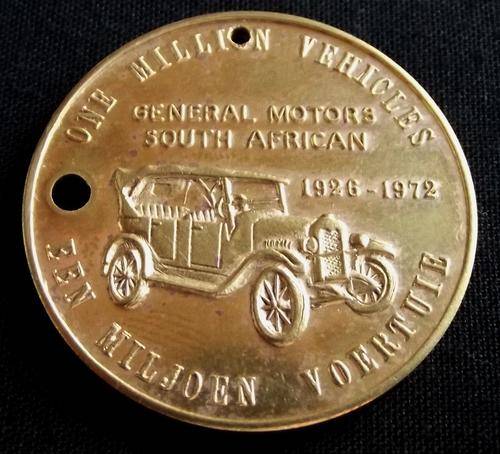 ONE MILLION VEHICLES
GENERAL MOTORS
SOUTH AFRICAN
1926-1972
EEN MILJOEN VOERTUIE